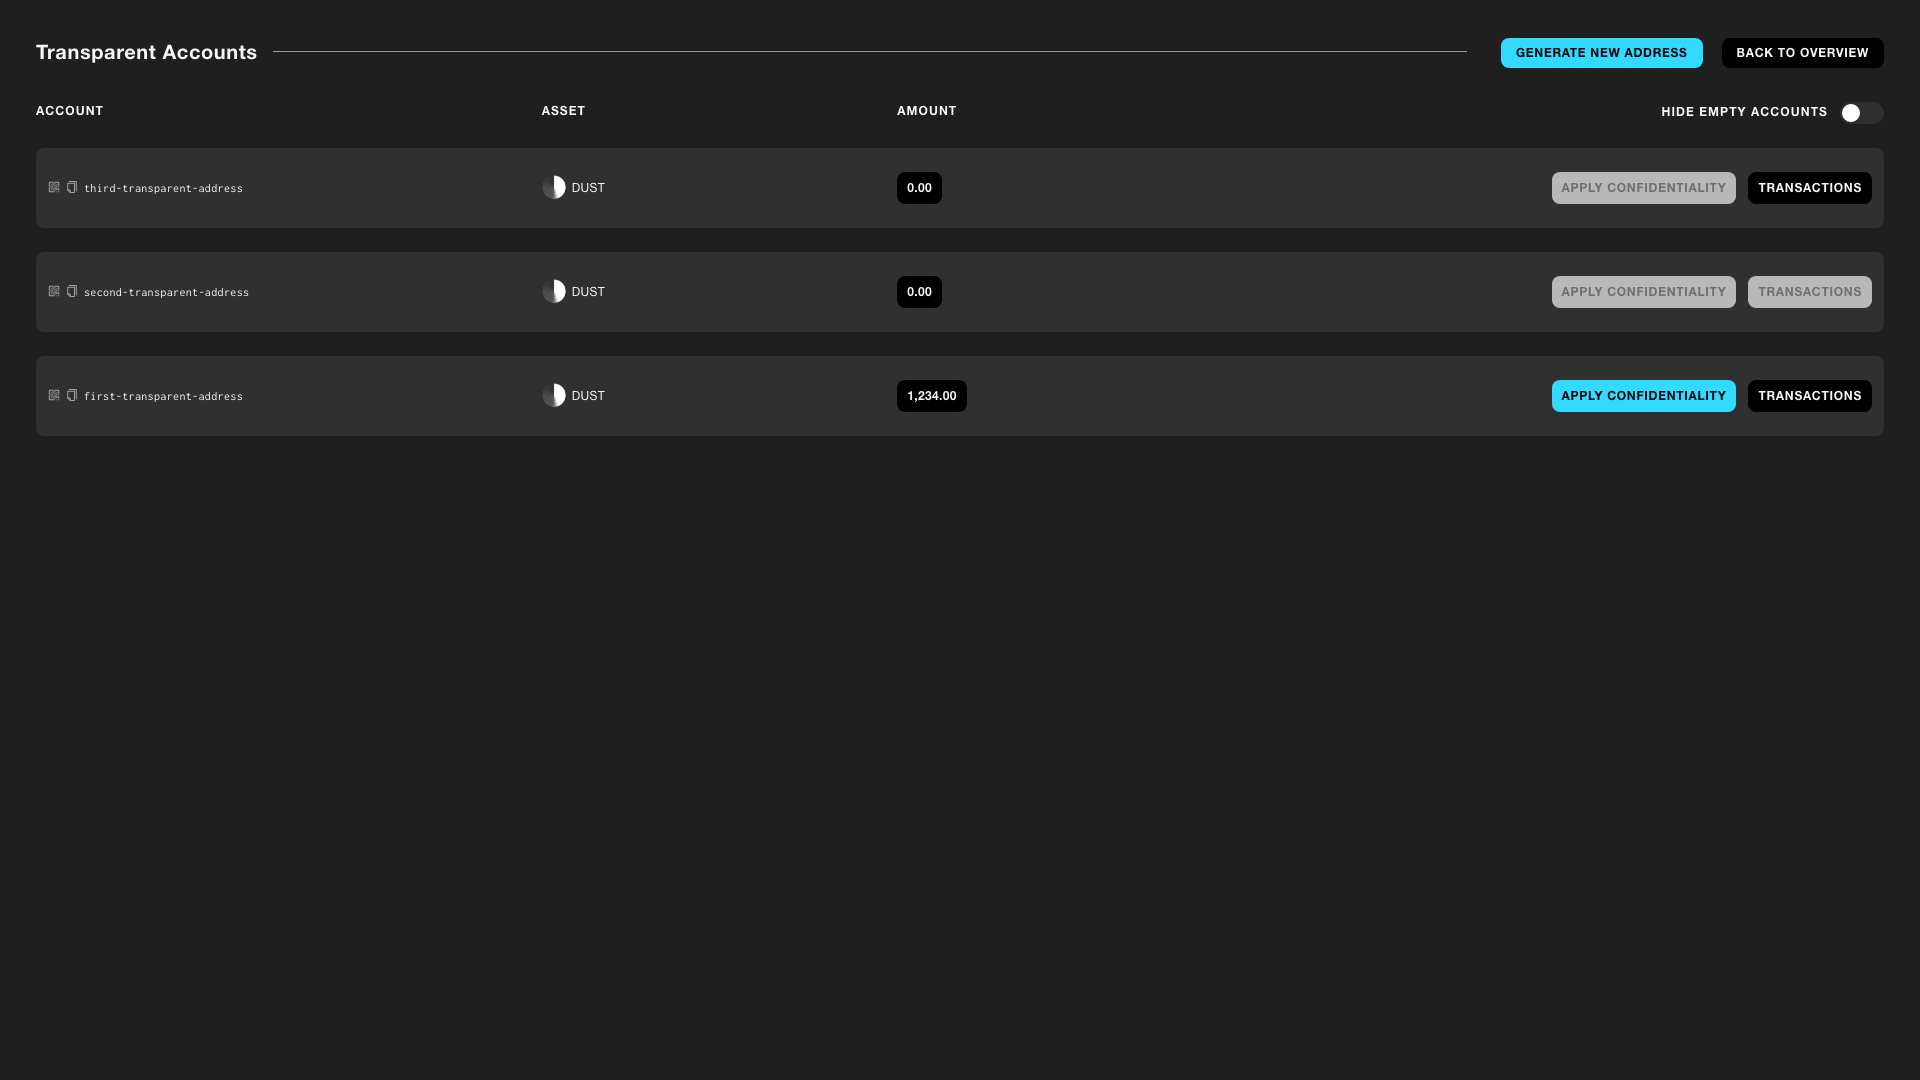 Transparent Accounts
GENERATE NEW ADDRESS
BACK TO OVERVIEW
ACCOUNT
ASSET
AMOUNT
HIDE EMPTY ACCOUNTS
third-transparent-address
DUST
0.00
APPLY CONFIDENTIALITY
TRANSACTIONS
second-transparent-address
DUST
0.00
APPLY CONFIDENTIALITY
TRANSACTIONS
first-transparent-address
DUST
1,234.00
APPLY CONFIDENTIALITY
TRANSACTIONS